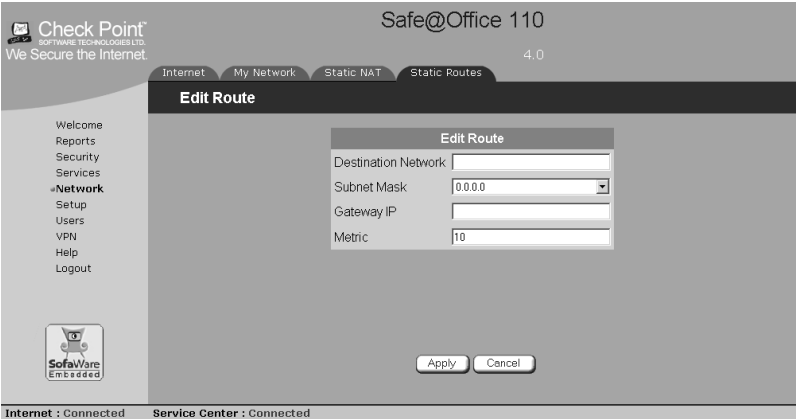 Check Point™
SOFTWARE TECHNOLOGIES LTD.
We Secure the Internet.
Safe@Office 110
4.0
Internet My Network Static NAT Static Routes
Edit Route
Welcome
Reports
Security
Services
Network
Setup
Users
VPN
Help
Logout
Edit Route
Destination Network
Subnet Mask 0.0.0.0
Gateway IP
Metric 10
SofaWare
Embedded
Apply Cancel
Internet : Connected Service Center : Connected